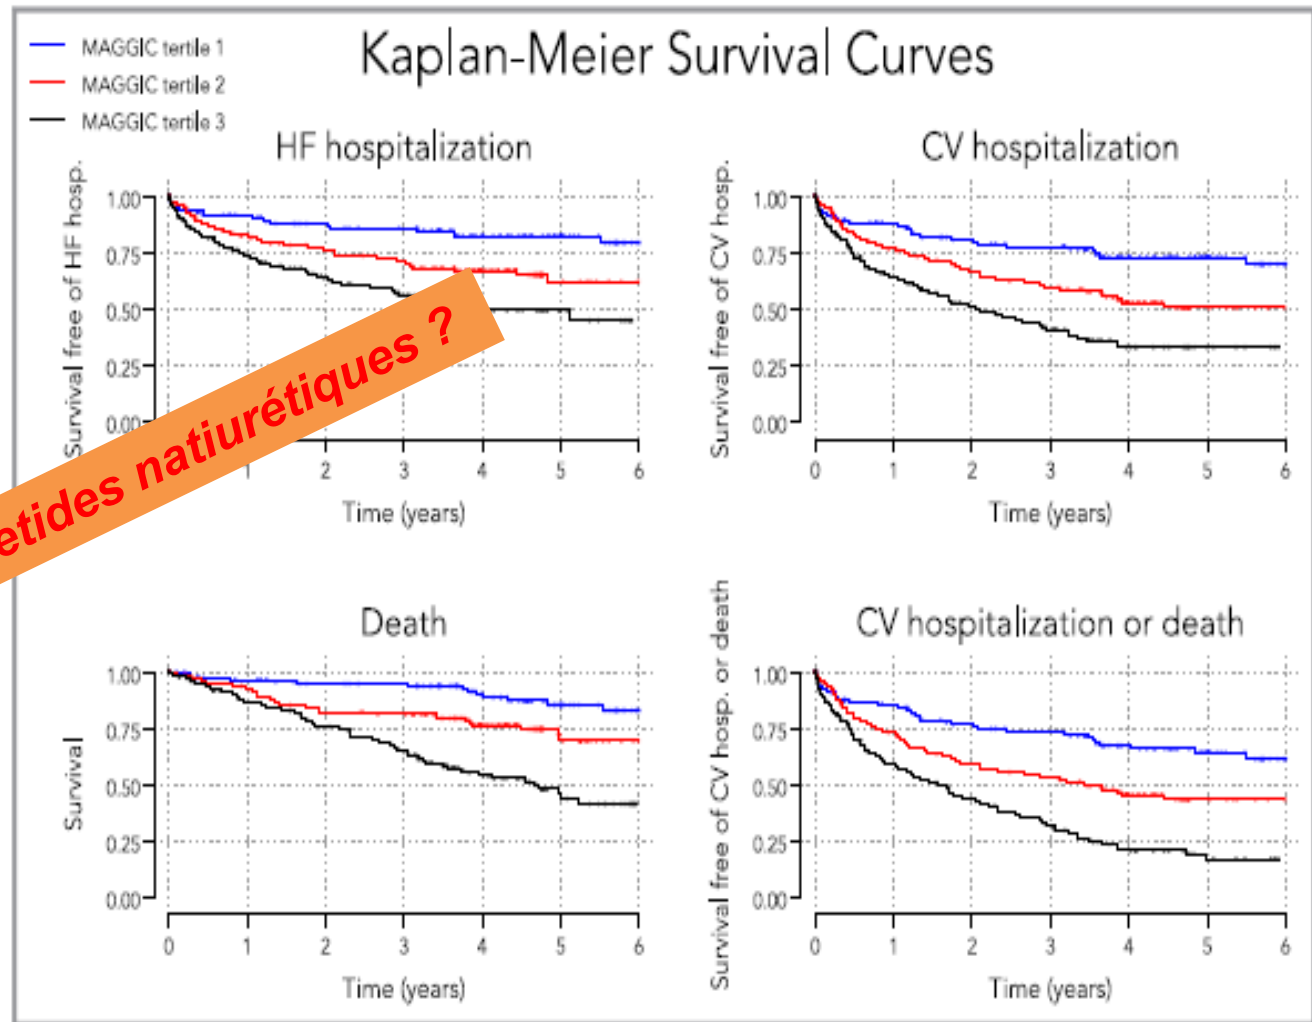 MAGGIC tertile 1
MAGGIC tertile 2
MAGGIC tertile 3
Kaplan-Meier Survival Curves
HF hospitalization
Survival free of HF hosp.
1.00
0.75
0.50
0.25
0.00
1 2 3 4 5 6
Time (years)
CV hospitalization
Survival free of CV hosp.
1.00
0.75
0.50
0.25
0.00
0 1 2 3 4 5 6
Time (years)
natiurétiques ?
Death
Survival
1.00
0.75
0.50
0.25
0.00
0 1 2 3 4 5 6
Time (years)
CV hospitalization or death
Survival free of CV hosp. or death
1.00
0.75
0.50
0.25
0.00
0 1 2 3 4 5 6
Time (years)